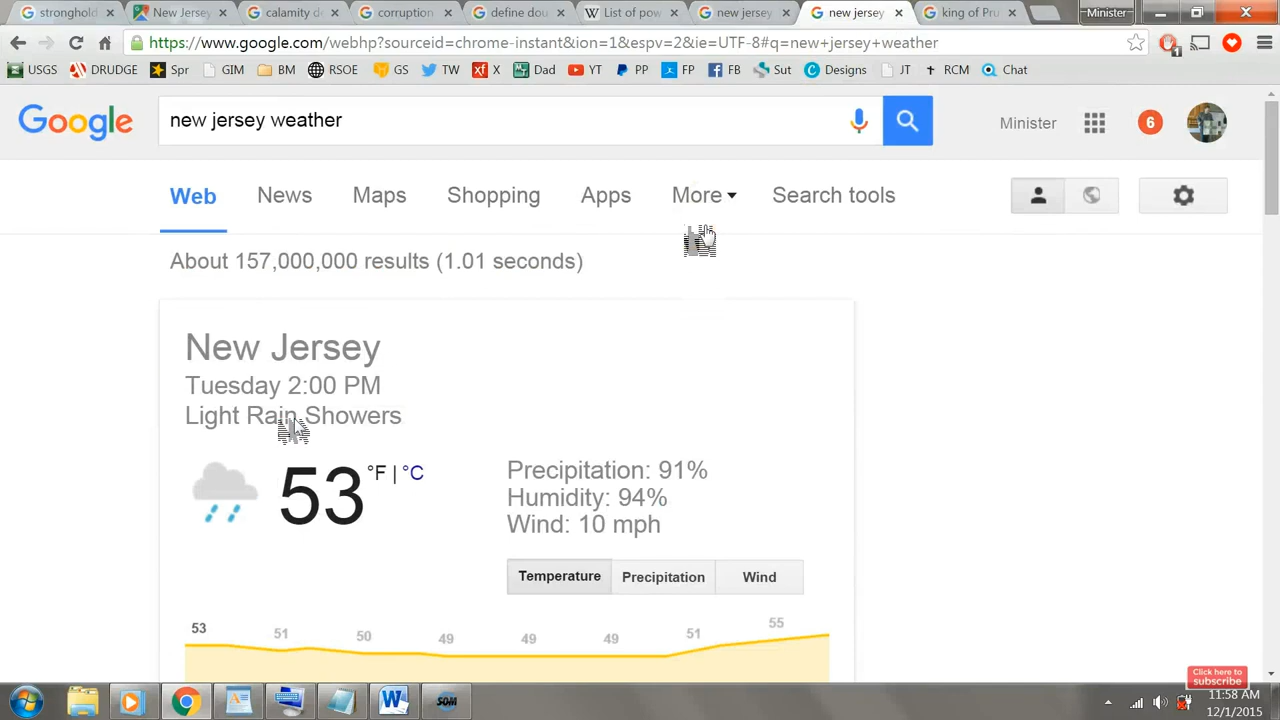 stronghold
New Jersey
calamity d
corruption
define dou
List of pow
new jersey
new jersey
king of Pru
Minister
https://www.google.com/webhp?sourceid=chrome-instant&ion=1&espv=2&ie=UTF-8#q=new+jersey+weather
USGS DRUDGE Spc GIM BM RSOE GS TW X Dad YT PP FP FB Sut Designs JT RCM Chat
Google
new jersey weather
Minister
6
Web News Maps Shopping Apps More Search tools
About 157,000,000 results (1.01 seconds)
New Jersey
Tuesday 2:00 PM
Light Rain Showers
53 °F | °C
Precipitation: 91%
Humidity: 94%
Wind: 10 mph
Temperature Precipitation Wind
53 51 50 49 49 49 51 55
Click here to
subscribe
SOM
11:58 AM
12/1/2015